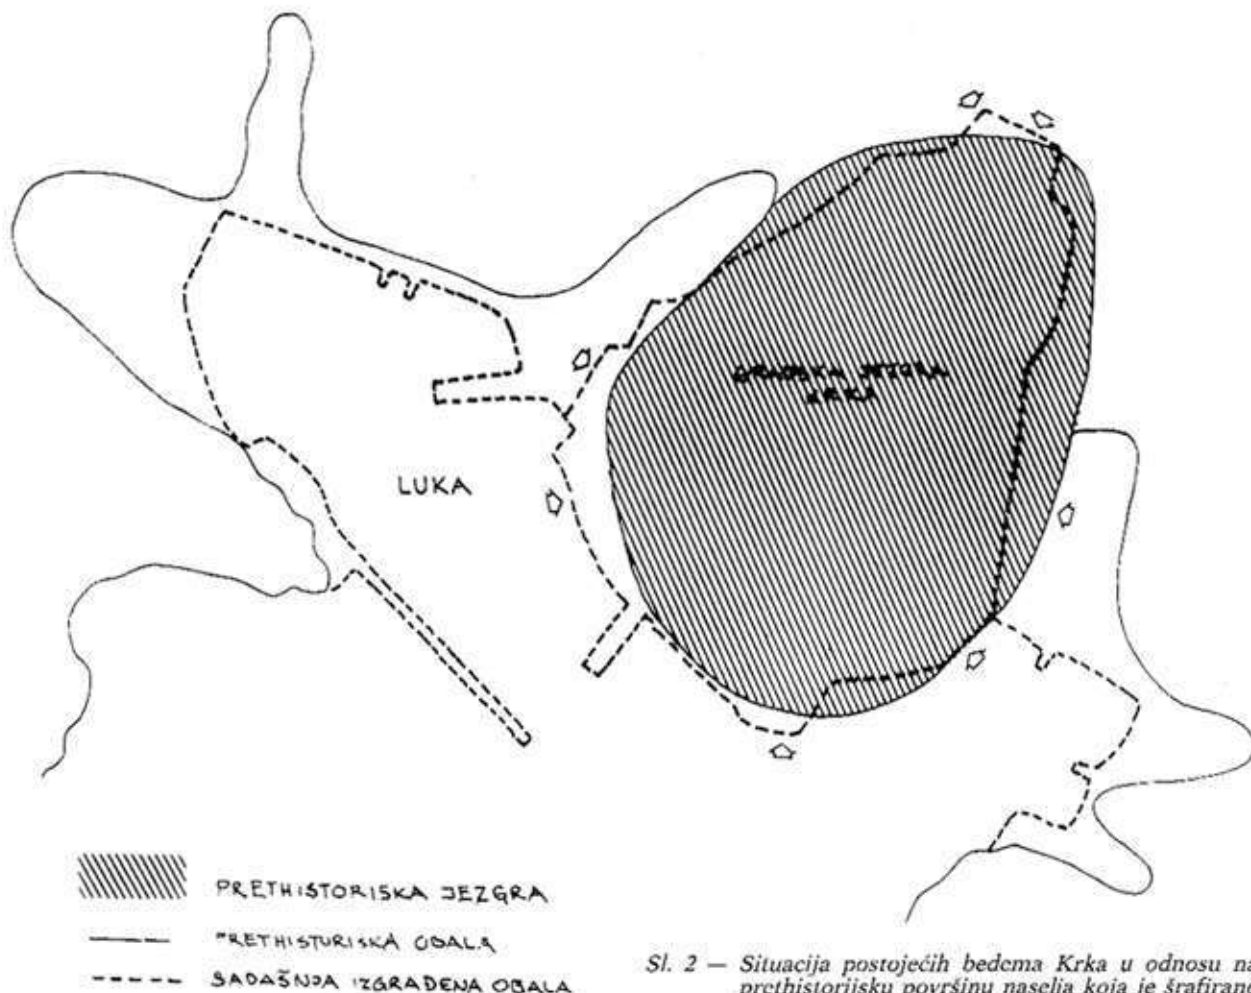 GRADSKA JEZGRA
KRKA
LUKA
PRETHISTORISKA JEZGRA
PRETHISTURISKA OBALA
SADAŠNJA IZGRAĐENA OBALA
Sl. 2 — Situacija postojećih bedema Krka u odnosu na
prethistorijsku površinu naselja koja je šrafirana